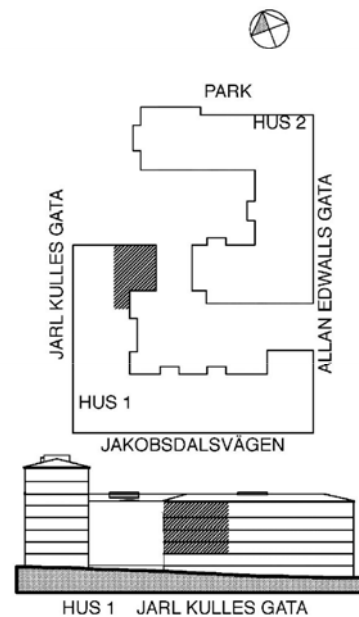 PARK
HUS 2
JARL KULLES GATA
ALLAN EDWALLS GATA
HUS 1
JAKOBSDALSVÄGEN
HUS 1 JARL KULLES GATA